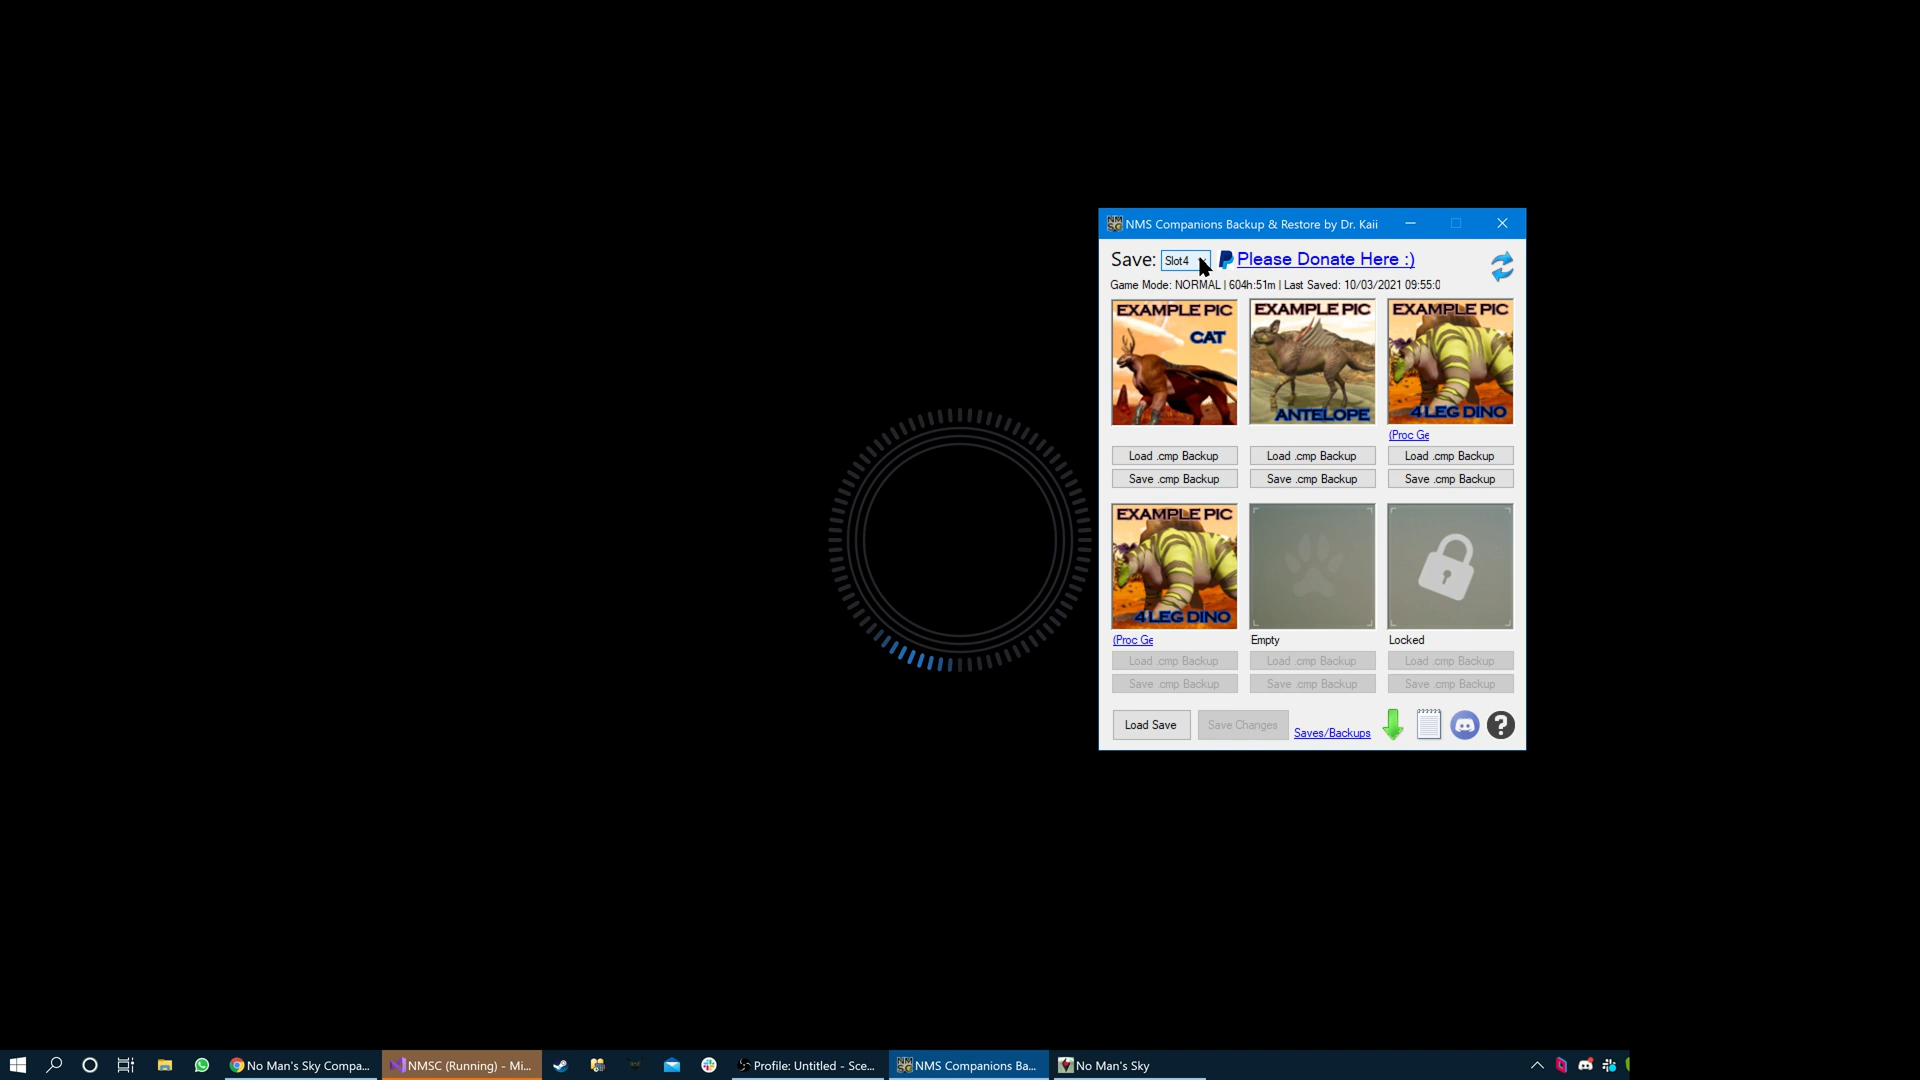 NMS Companions Backup & Restore by Dr. Kaii
Save: Slot4 Please Donate Here :)
Game Mode: NORMAL | 604h:51m | Last Saved: 10/03/2021 09:55:0
EXAMPLE PIC EXAMPLE PIC EXAMPLE PIC
CAT ANTELOPE 4 LEG DINO
(Proc Ge
Load .cmp Backup Load .cmp Backup Load .cmp Backup
Save .cmp Backup Save .cmp Backup Save .cmp Backup
EXAMPLE PIC
4 LEG DINO
(Proc Ge Empty Locked
Load .cmp Backup Load .cmp Backup Load .cmp Backup
Save .cmp Backup Save .cmp Backup Save .cmp Backup
Load Save Save Changes Saves/Backups
No Man's Sky Compa... NMSC (Running) - Mi... Profile: Untitled - Sce... NMS Companions Ba... No Man's Sky